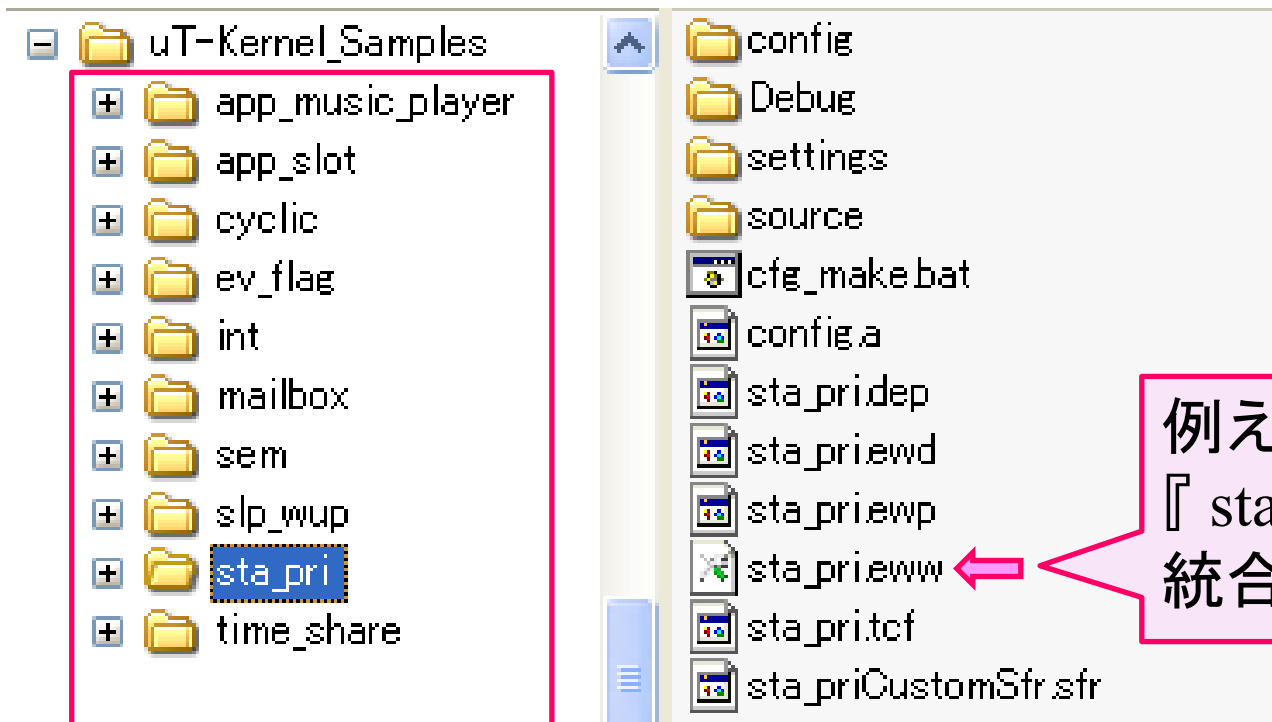 uT-Kernel_Samples
app_music_player
app_slot
cyclic
ev_flag
int
mailbox
sem
slp_wup
sta_pri
time_share
config
Debug
settings
source
cfg_make.bat
config.a
sta_pri.dep
sta_pri.ewd
sta_pri.ewp
sta_pri.eww
sta_pri.tcf
sta_priCustomSfr.sfr
例え
『 sta
統合